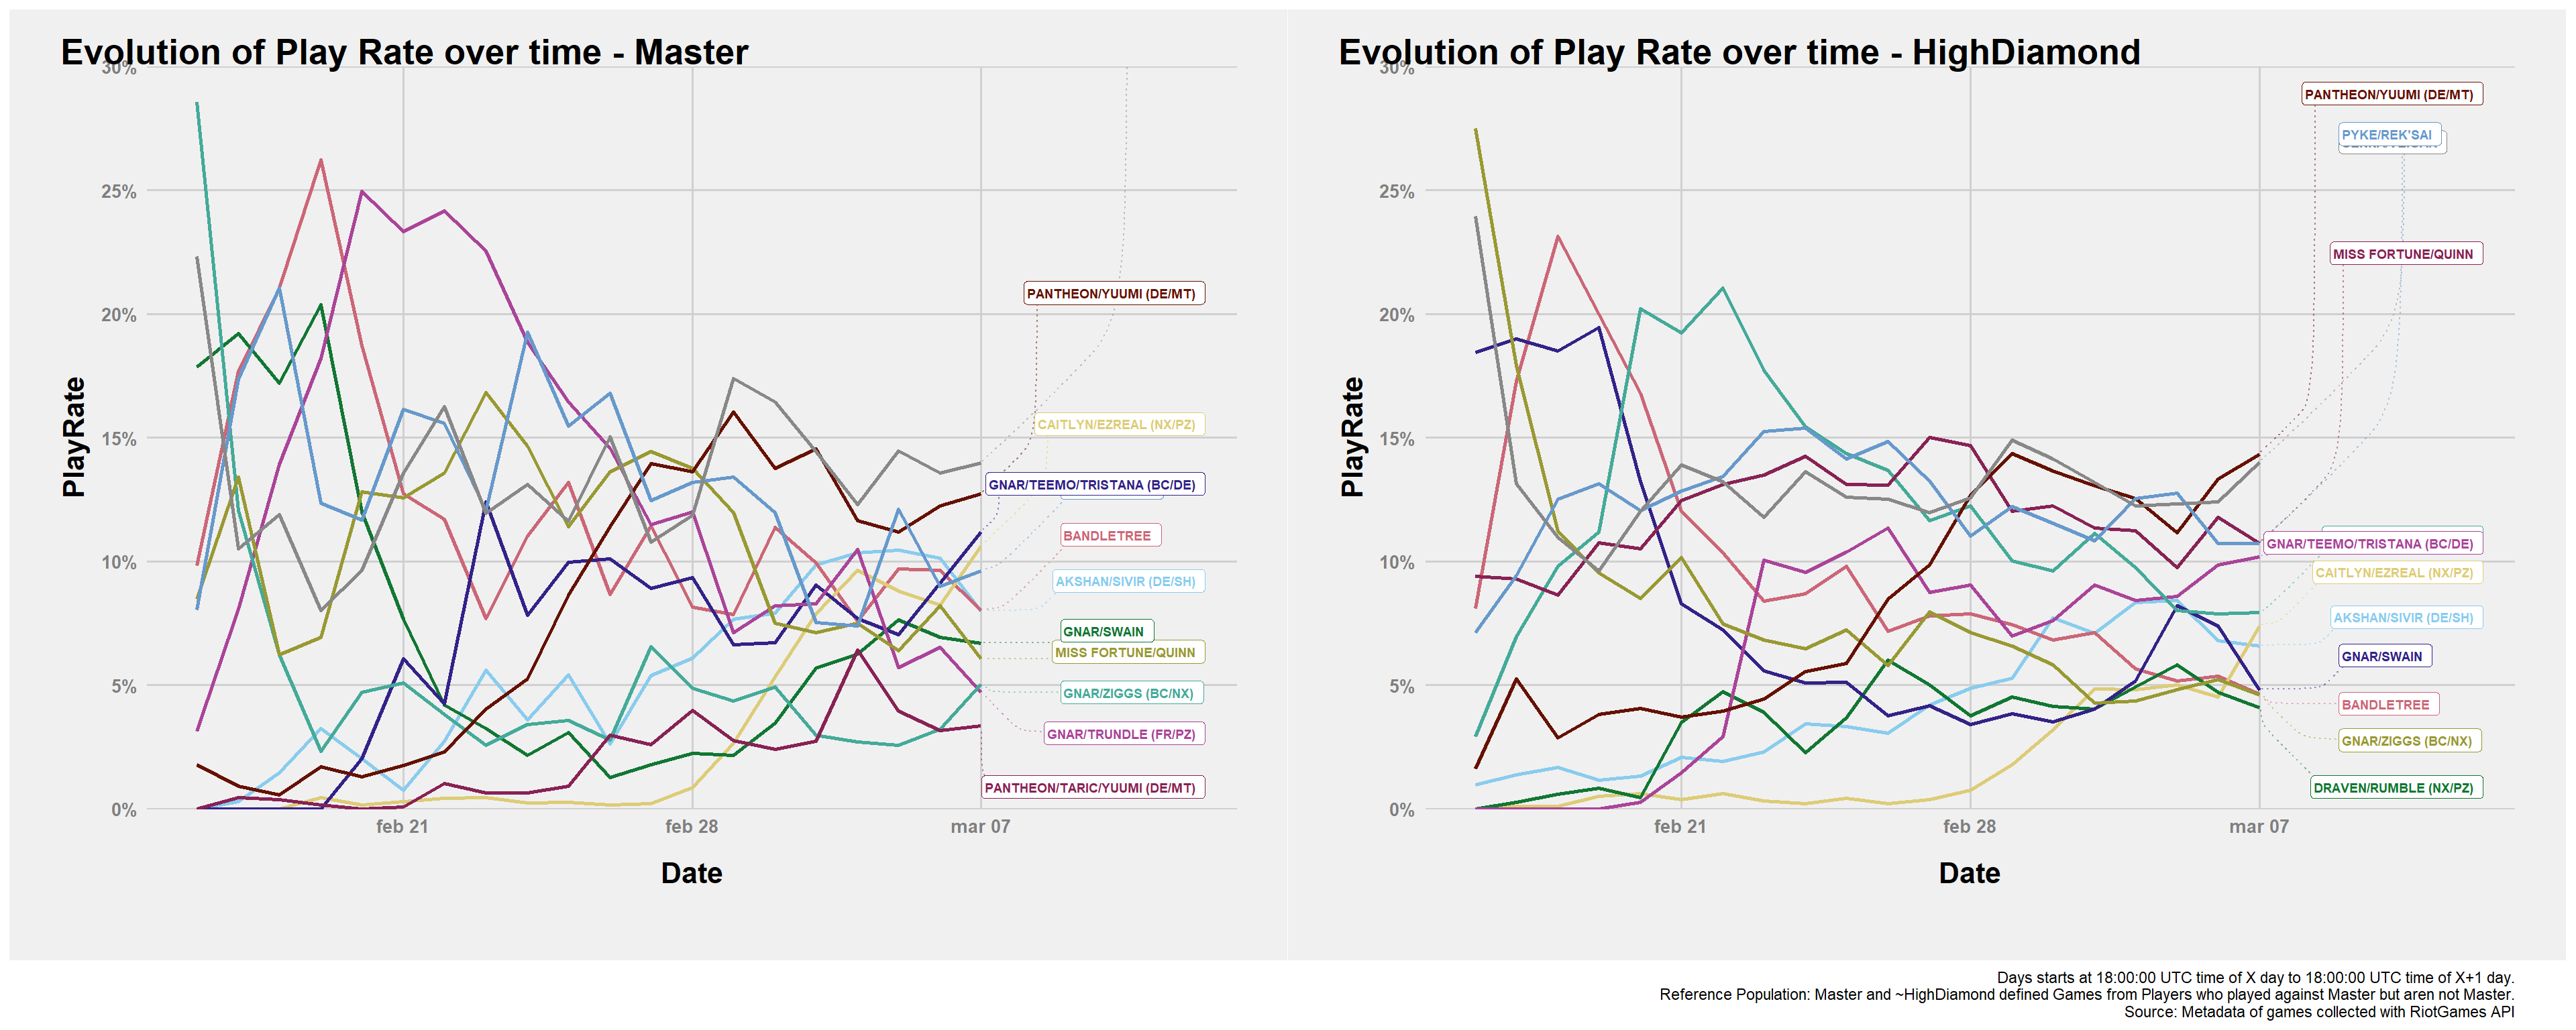 Evolution of Play Rate over time - Master
30%
25%
20%
15%
10%
5%
0%
PlayRate
feb 21
feb 28
mar 07
Date
PANTHEON/YUUMI (DE/MT)
CAITLYN/EZREAL (NX/PZ)
GNAR/TEEMO/TRISTANA (BC/DE)
BANDLETREE
AKSHAN/SIVIR (DE/SH)
GNAR/SWAIN
MISS FORTUNE/QUINN
GNAR/ZIGGS (BC/NX)
GNAR/TRUNDLE (FR/PZ)
PANTHEON/TARIC/YUUMI (DE/MT)
Evolution of Play Rate over time - HighDiamond
30%
25%
20%
15%
10%
5%
0%
PlayRate
feb 21
feb 28
mar 07
Date
PANTHEON/YUUMI (DE/MT)
PYKE/REK'SAI
MISS FORTUNE/QUINN
GNAR/TEEMO/TRISTANA (BC/DE)
CAITLYN/EZREAL (NX/PZ)
AKSHAN/SIVIR (DE/SH)
GNAR/SWAIN
BANDLETREE
GNAR/ZIGGS (BC/NX)
DRAVEN/RUMBLE (NX/PZ)
Days starts at 18:00:00 UTC time of X day to 18:00:00 UTC time of X+1 day.
Reference Population: Master and ~HighDiamond defined Games from Players who played against Master but aren not Master.
Source: Metadata of games collected with RiotGames API